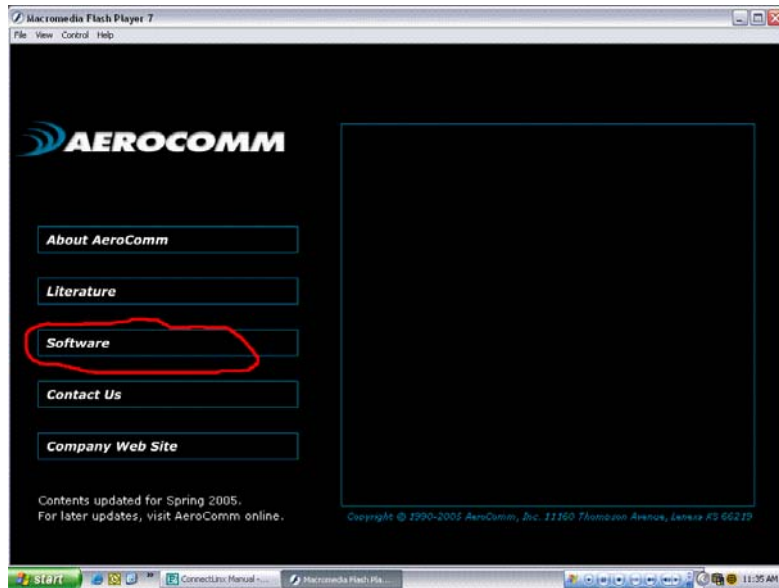 Macromedia Flash Player 7
File View Control Help
AEROCOMM
About AeroComm
Literature
Software
Contact Us
Company Web Site
Contents updated for Spring 2005.
For later updates, visit AeroComm online.
Copyright © 1990-2005 AeroComm, Inc. 11160 Thompson Avenue, Lenexa KS 66219
start
ConnectLinx Manual -...
Macromedia Flash Pla...
11:35 AM